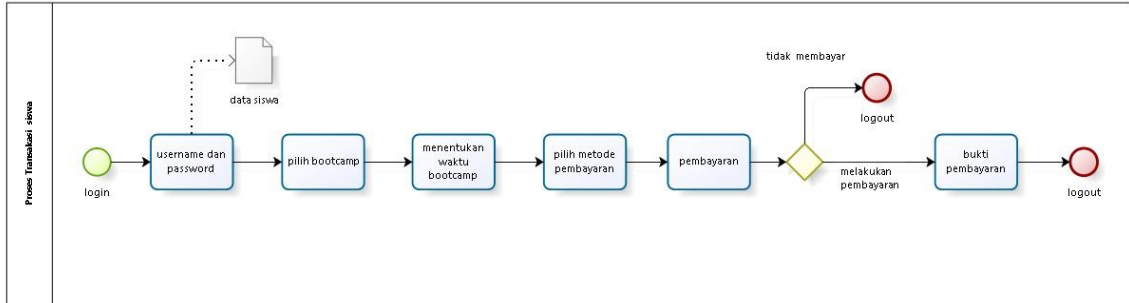 Proses Transakasi siswa
login
username dan
password
data siswa
pilih bootcamp
menentukan
waktu
bootcamp
pilih metode
pembayaran
pembayaran
tidak membayar
logout
melakukan
pembayaran
bukti
pembayaran
logout